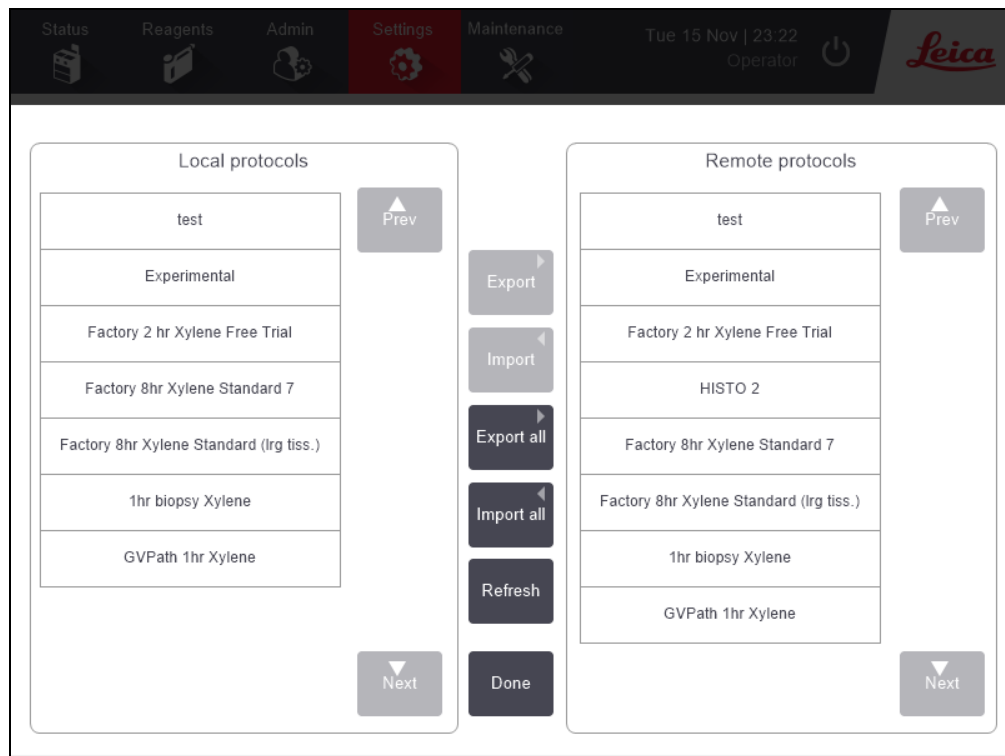 Status Reagents Admin Settings Maintenance Tue 15 Nov | 23:22
Operator
Leica
Local protocols
test
Experimental
Factory 2 hr Xylene Free Trial
Factory 8hr Xylene Standard 7
Factory 8hr Xylene Standard (lrg tiss.)
1hr biopsy Xylene
GVPath 1hr Xylene
Prev
Next
Export
Import
Export all
Import all
Refresh
Done
Remote protocols
test
Experimental
Factory 2 hr Xylene Free Trial
HISTO 2
Factory 8hr Xylene Standard 7
Factory 8hr Xylene Standard (lrg tiss.)
1hr biopsy Xylene
GVPath 1hr Xylene
Prev
Next